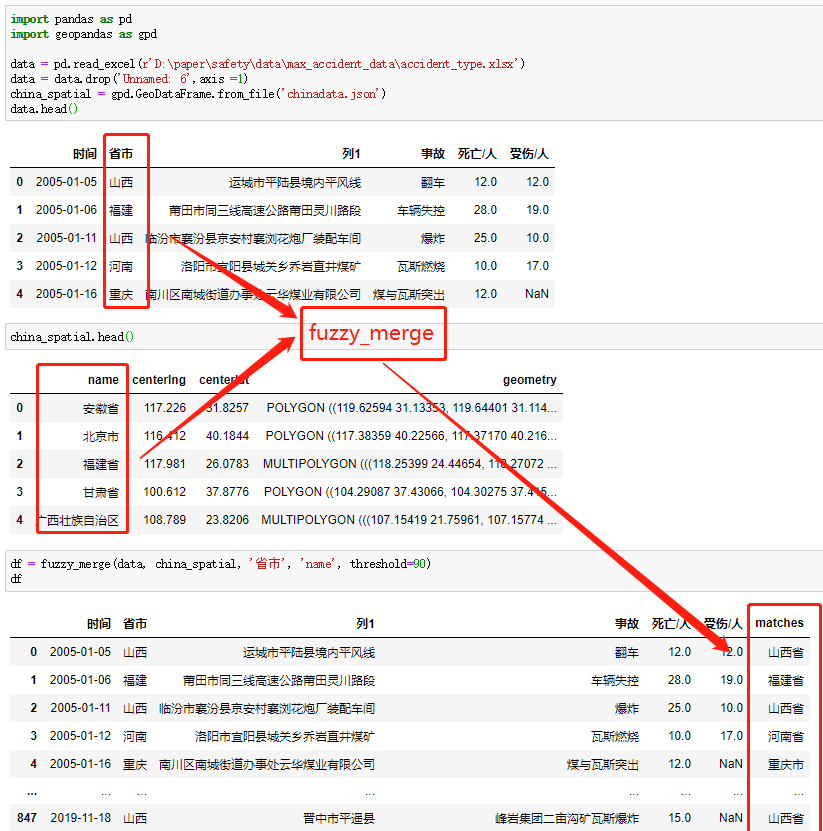 import pandas as pd
import geopandas as gpd
data = pd.read_excel(r'D:\paper\safety\data\max_accident_data\accident_type.xlsx')
data = data.drop('Unnamed: 6',axis =1)
china_spatial = gpd.GeoDataFrame.from_file('chinadata.json')
data.head()
时间 省市 列1 事故 死亡/人 受伤/人
0 2005-01-05 山西 运城市平陆县境内平风线 翻车 12.0 12.0
1 2005-01-06 福建 莆田市同三线高速公路莆田灵川路段 车辆失控 28.0 19.0
2 2005-01-11 山西 临汾市襄汾县京安村襄浏花炮厂装配车间 爆炸 25.0 10.0
3 2005-01-12 河南 洛阳市宜阳县城关乡乔岩直井煤矿 瓦斯燃烧 10.0 17.0
4 2005-01-16 重庆 南川区南城街道办事处云华煤业有限公司 煤与瓦斯突出 12.0 NaN
fuzzy_merge
china_spatial.head()
name centerlng centerlat geometry
0 安徽省 117.226 31.8257 POLYGON ((119.62594 31.13353, 119.64401 31.114...
1 北京市 116.412 40.1844 POLYGON ((117.38359 40.22566, 117.37170 40.216...
2 福建省 117.981 26.0783 MULTIPOLYGON (((118.25399 24.44654, 118.27072 ...
3 甘肃省 100.612 37.8776 POLYGON ((104.29087 37.43066, 104.30275 37.415...
4 广西壮族自治区 108.789 23.8206 MULTIPOLYGON (((107.15419 21.75961, 107.15774 ...
df = fuzzy_merge(data, china_spatial, '省市', 'name', threshold=90)
df
时间 省市 列1 事故 死亡/人 受伤/人 matches
0 2005-01-05 山西 运城市平陆县境内平风线 翻车 12.0 12.0 山西省
1 2005-01-06 福建 莆田市同三线高速公路莆田灵川路段 车辆失控 28.0 19.0 福建省
2 2005-01-11 山西 临汾市襄汾县京安村襄浏花炮厂装配车间 爆炸 25.0 10.0 山西省
3 2005-01-12 河南 洛阳市宜阳县城关乡乔岩直井煤矿 瓦斯燃烧 10.0 17.0 河南省
4 2005-01-16 重庆 南川区南城街道办事处云华煤业有限公司 煤与瓦斯突出 12.0 NaN 重庆市
... ... ... ... ... ... ... ...
847 2019-11-18 山西 晋中市平遥县 峰岩集团二亩沟矿瓦斯爆炸 15.0 NaN 山西省